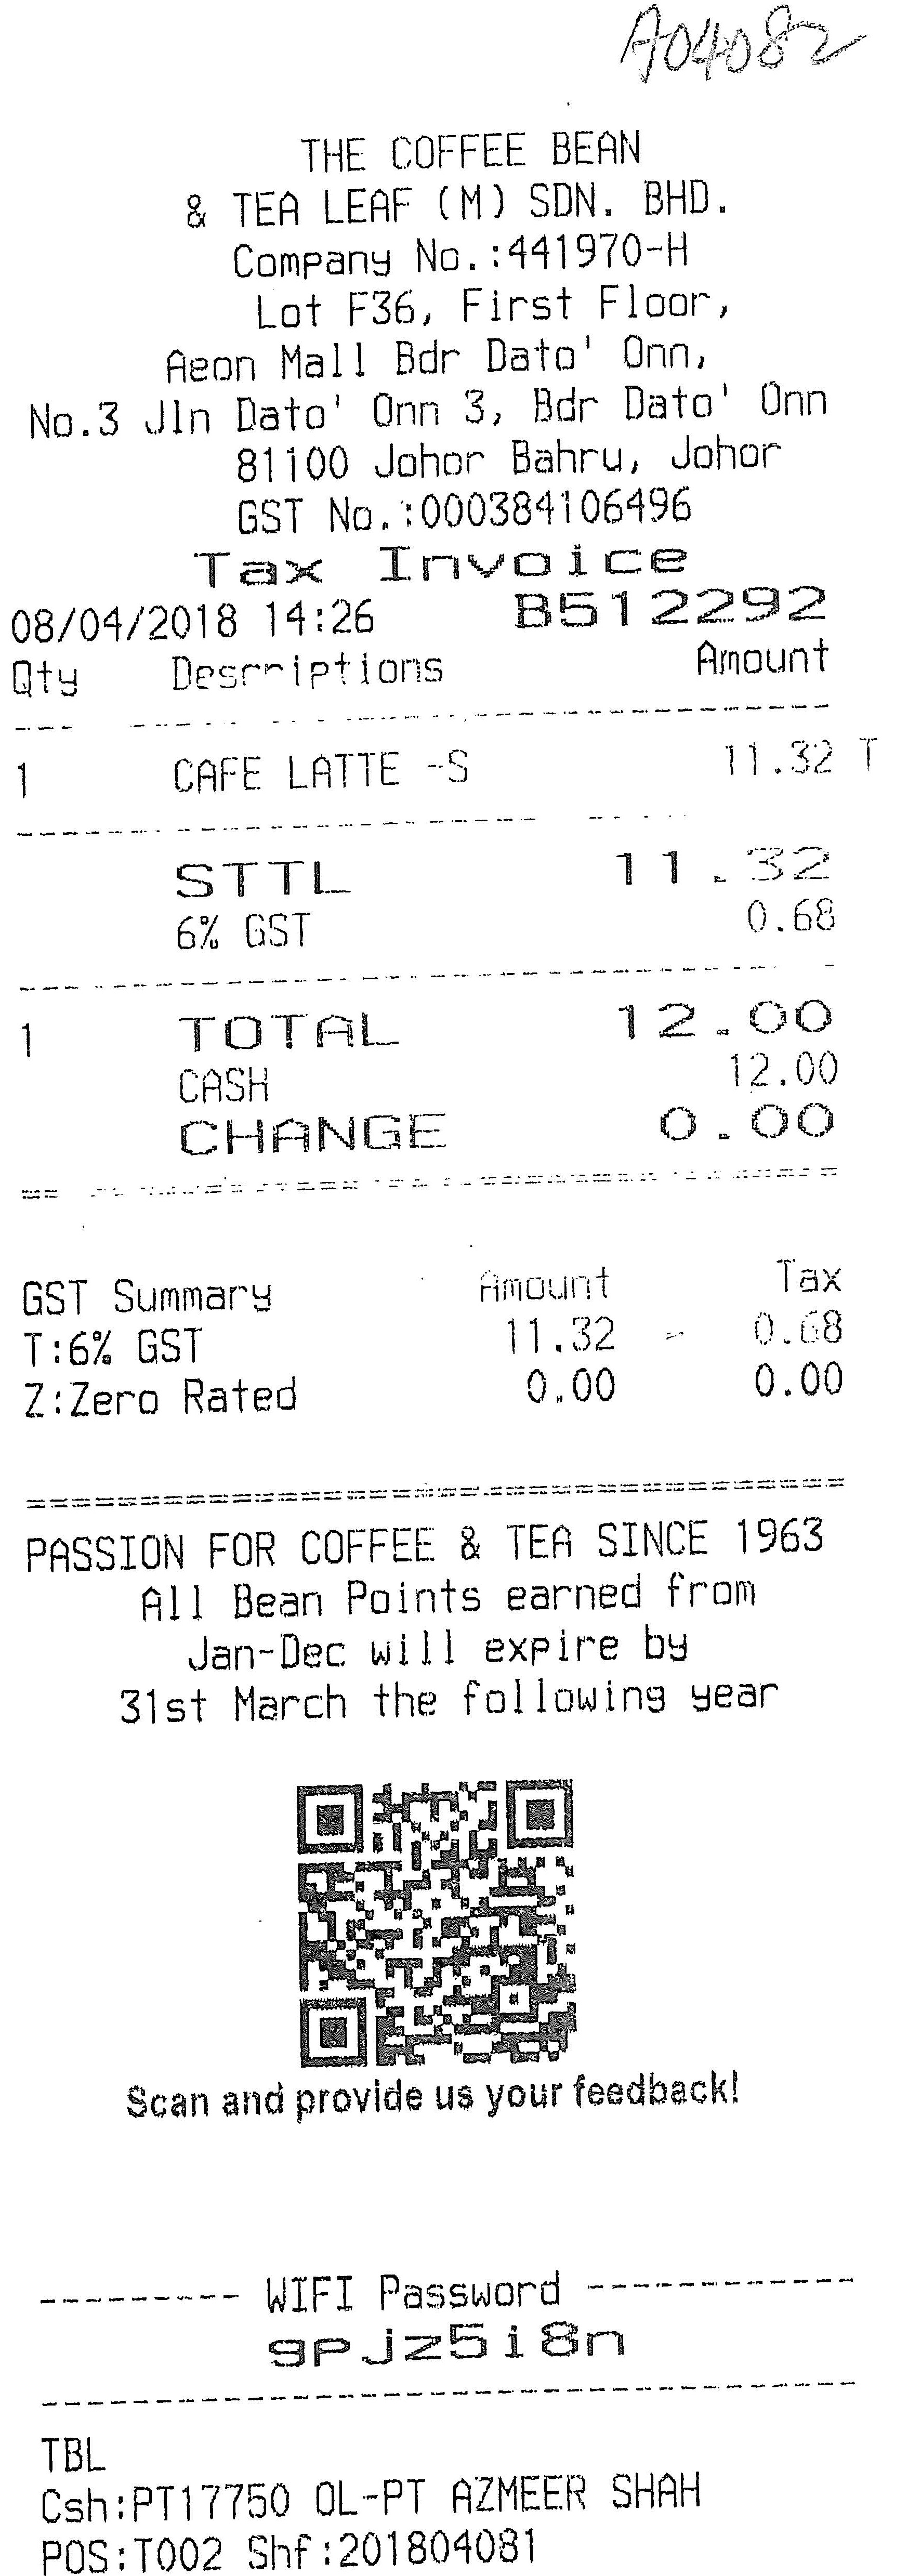 A04082
THE COFFEE BEAN
& TEA LEAF (M) SDN. BHD.
Company No.:441970-H
Lot F36, First Floor,
Aeon Mall Bdr Dato' Onn,
No.3 Jln Dato' Onn 3, Bdr Dato' Onn
81100 Johor Bahru, Johor
GST No.:000384106496
Tax Invoice
08/04/2018 14:26 B512292
Qty Descriptions Amount
1 CAFE LATTE -S 11.32 T
STTL 11.32
6% GST 0.68
1 TOTAL 12.00
CASH 12.00
CHANGE 0.00
GST Summary Amount Tax
T:6% GST 11.32 0.68
Z:Zero Rated 0.00 0.00
PASSION FOR COFFEE & TEA SINCE 1963
All Bean Points earned from
Jan-Dec will expire by
31st March the following year
Scan and provide us your feedback!
--------- WIFI Password ------------
gpjz5i8n
TBL
Csh:PT17750 OL-PT AZMEER SHAH
POS:T002 Shf:201804081